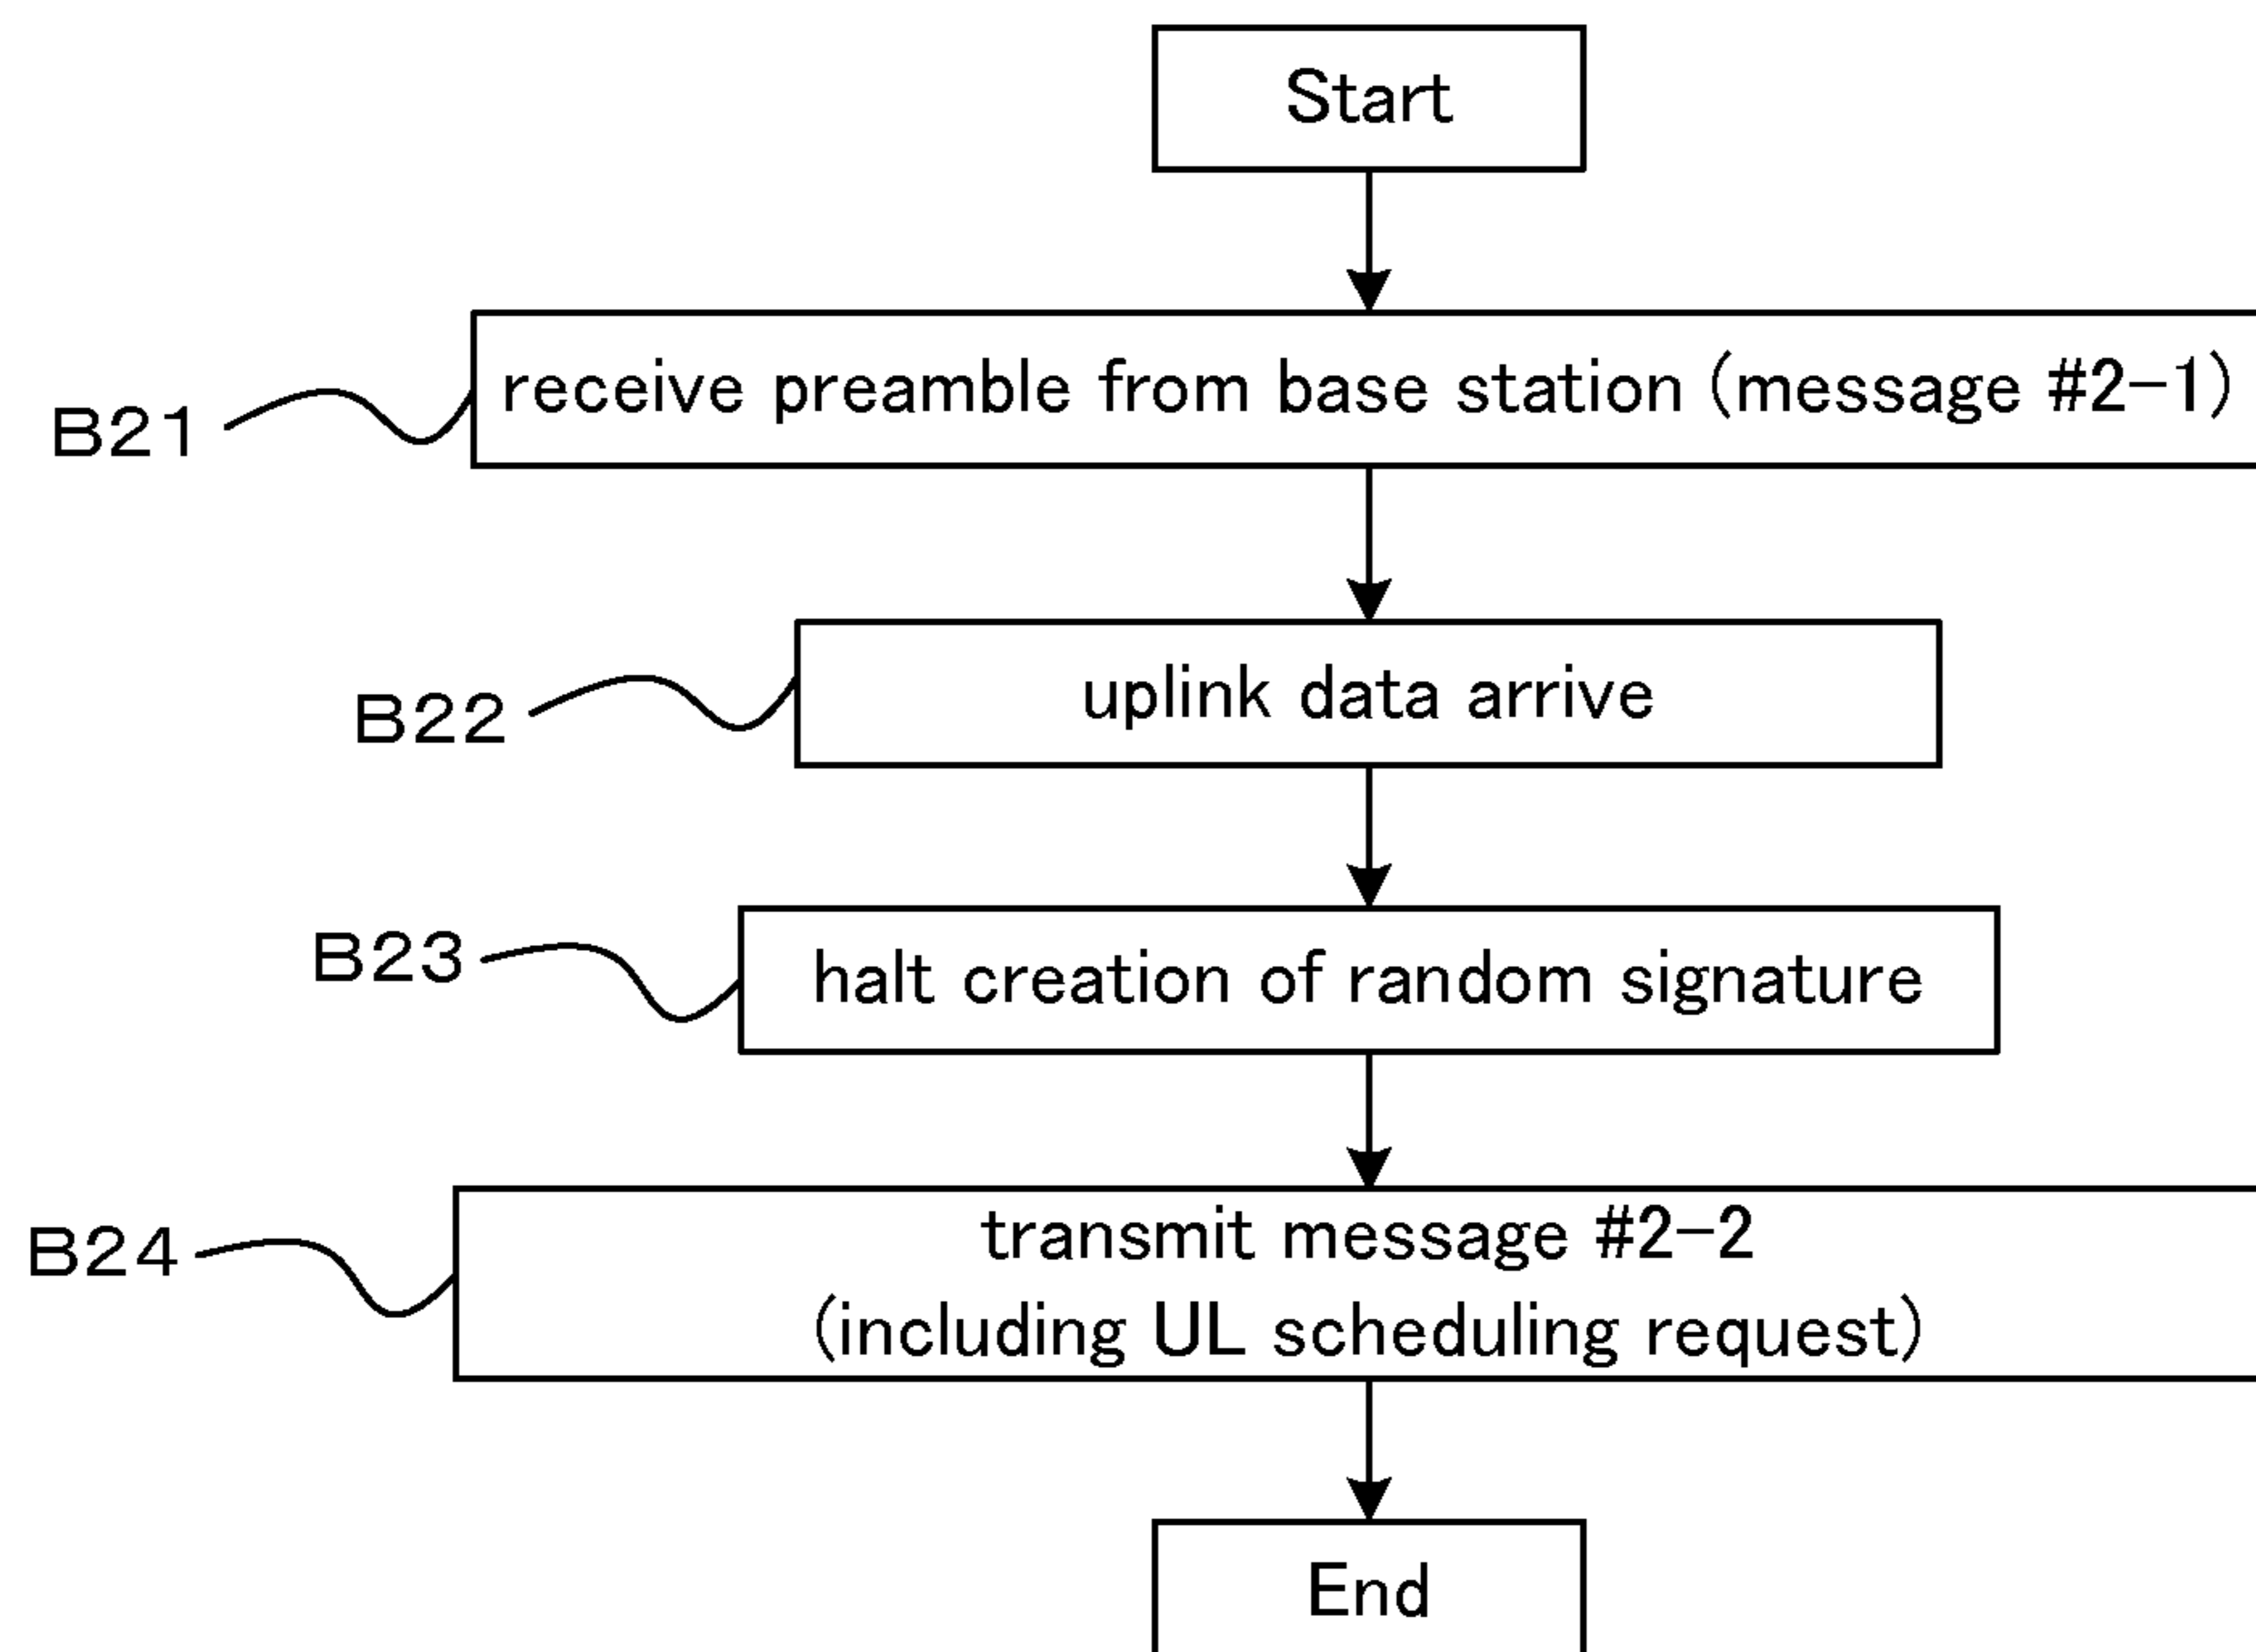 Start
B21
receive preamble from base station (message #2-1)
B22
uplink data arrive
B23
halt creation of random signature
B24
transmit message #2-2
(including UL scheduling request)
End